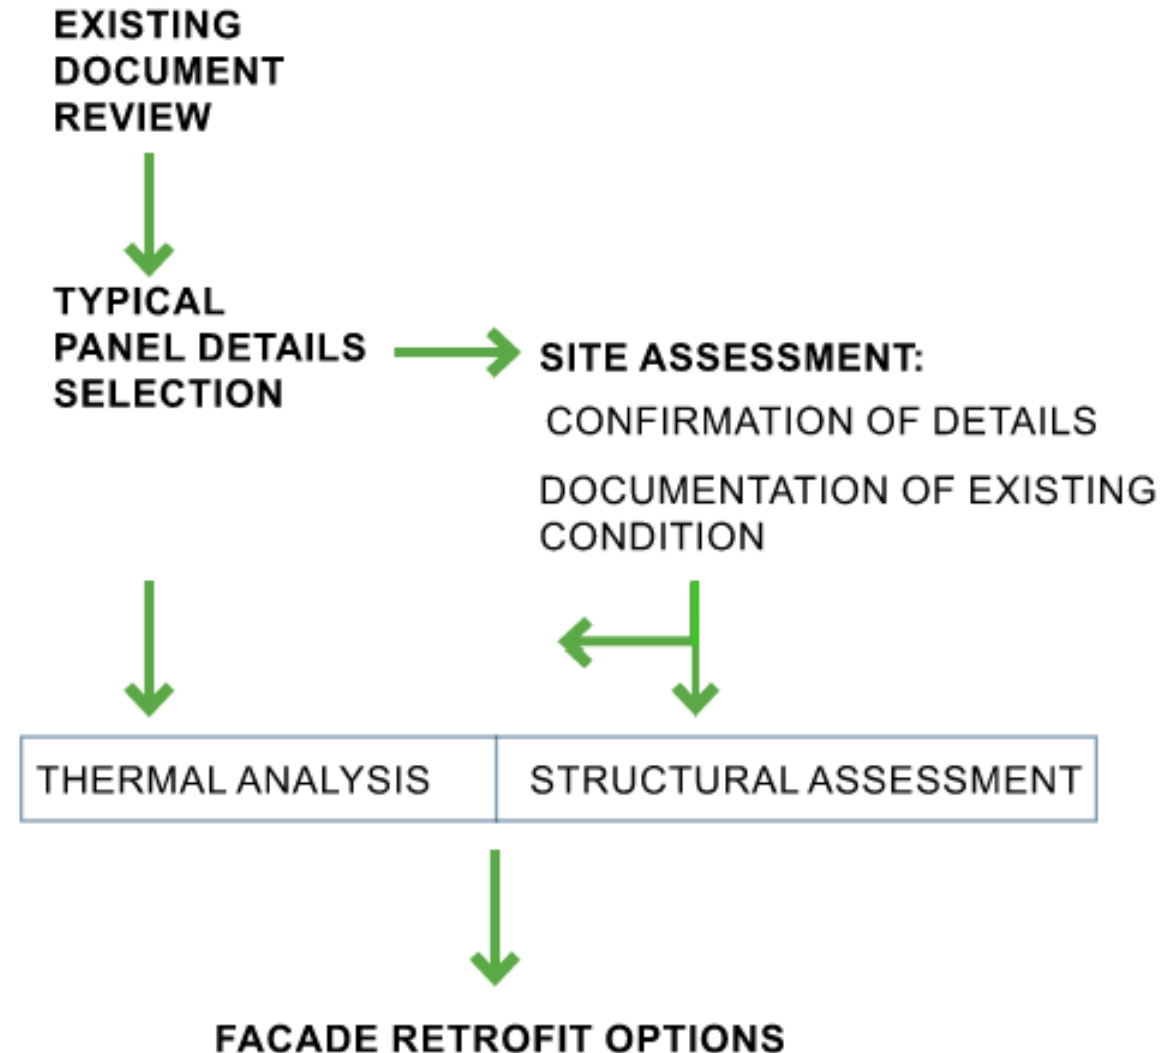 EXISTING
DOCUMENT
REVIEW
TYPICAL
PANEL DETAILS
SELECTION
SITE ASSESSMENT:
CONFIRMATION OF DETAILS
DOCUMENTATION OF EXISTING
CONDITION
THERMAL ANALYSIS
STRUCTURAL ASSESSMENT
FACADE RETROFIT OPTIONS